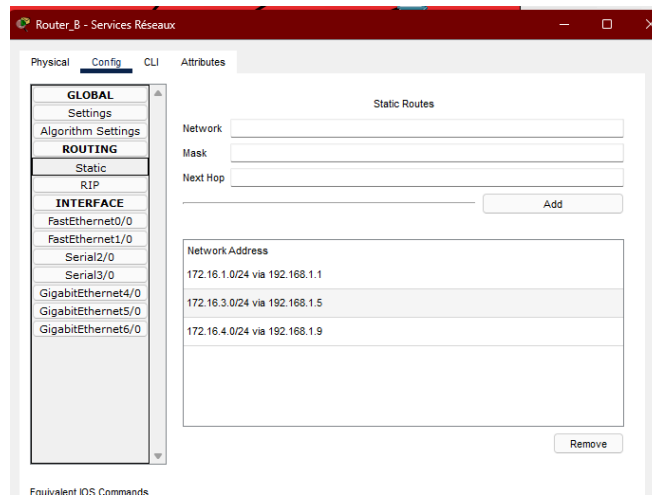 Router_B - Services Réseaux
Physical Config CLI Attributes
GLOBAL
Settings
Algorithm Settings
ROUTING
Static
RIP
INTERFACE
FastEthernet0/0
FastEthernet1/0
Serial2/0
Serial3/0
GigabitEthernet4/0
GigabitEthernet5/0
GigabitEthernet6/0
Static Routes
Network
Mask
Next Hop
Add
Network Address
172.16.1.0/24 via 192.168.1.1
172.16.3.0/24 via 192.168.1.5
172.16.4.0/24 via 192.168.1.9
Remove
Equivalent IOS Commands